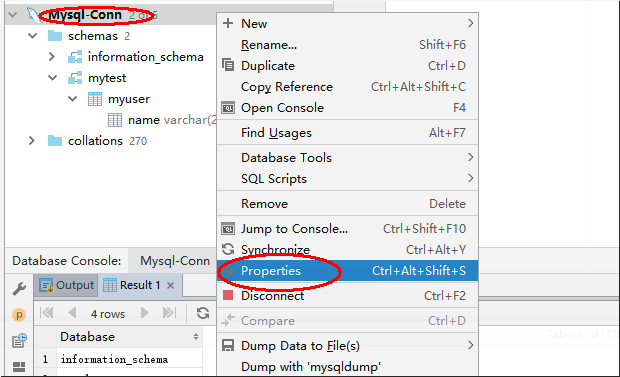 Mysql-Conn 2 of 6
schemas 2
information_schema
mytest
myuser
name varchar(2
collations 270
New
Rename... Shift+F6
Duplicate Ctrl+D
Copy Reference Ctrl+Alt+Shift+C
Open Console F4
Find Usages Alt+F7
Database Tools
SQL Scripts
Remove Delete
Jump to Console... Ctrl+Shift+F10
Synchronize Ctrl+Alt+Y
Properties Ctrl+Alt+Shift+S
Disconnect Ctrl+F2
Compare Ctrl+D
Dump Data to File(s)
Dump with 'mysqldump'
Database Console: Mysql-Conn
Output Result 1
4 rows
Database
1 information_schema